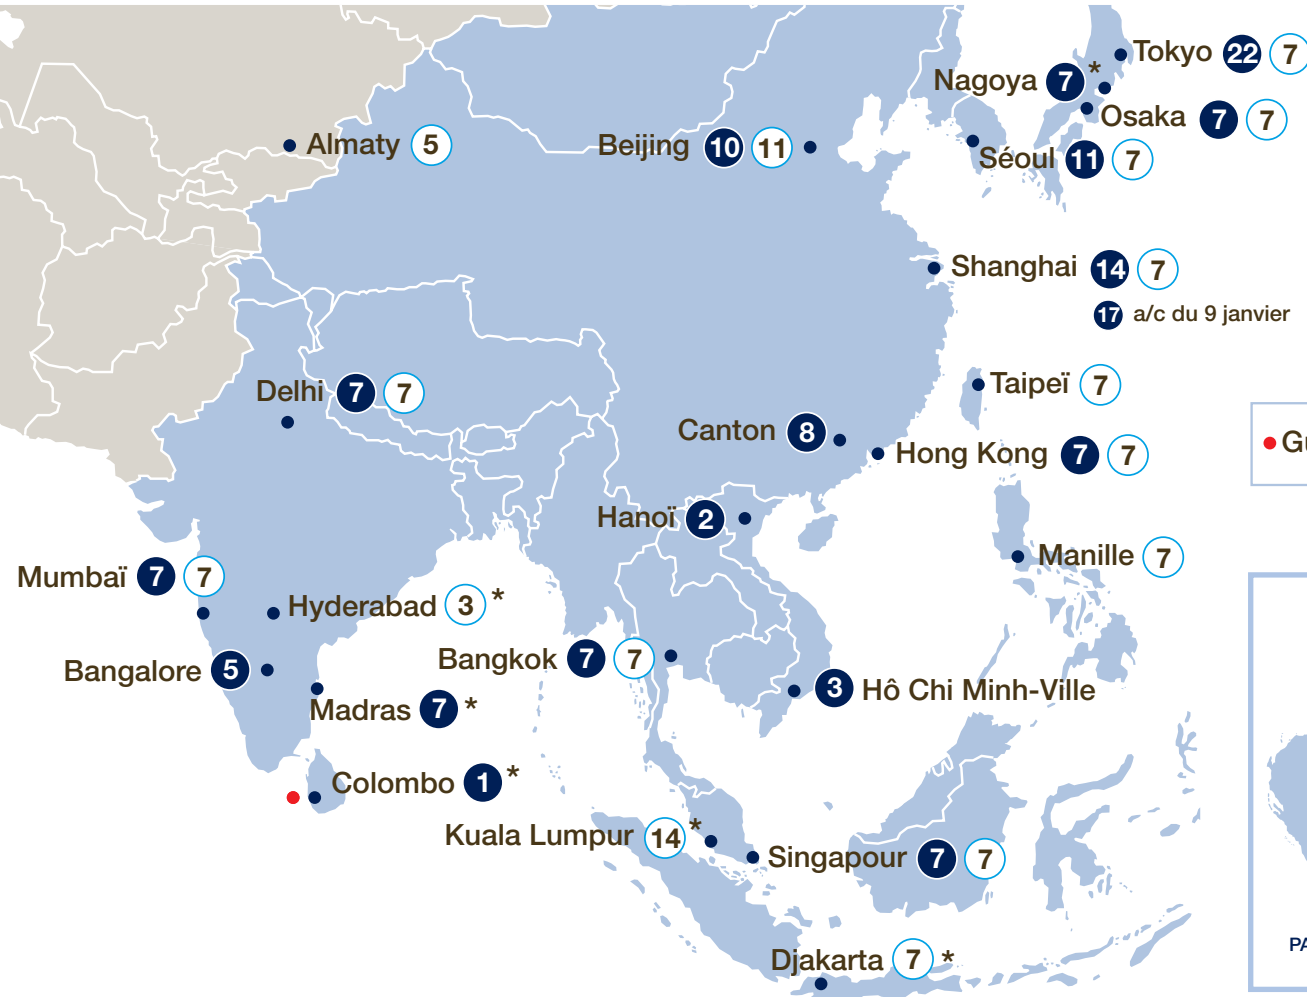 Tokyo 22 7
Nagoya 7 *
Osaka 7 7
Almaty 5
Beijing 10 11
Séoul 11 7
Shanghai 14 7
17 a/c du 9 janvier
Delhi 7 7
Taipeï 7
Canton 8
Hong Kong 7 7
Hanoï 2
Manille 7
Mumbaï 7 7
Hyderabad 3 *
Bangkok 7 7
Bangalore 5
3 Hô Chi Minh-Ville
Madras 7 *
Colombo 1 *
Kuala Lumpur 14 *
Singapour 7 7
Djakarta 7 *